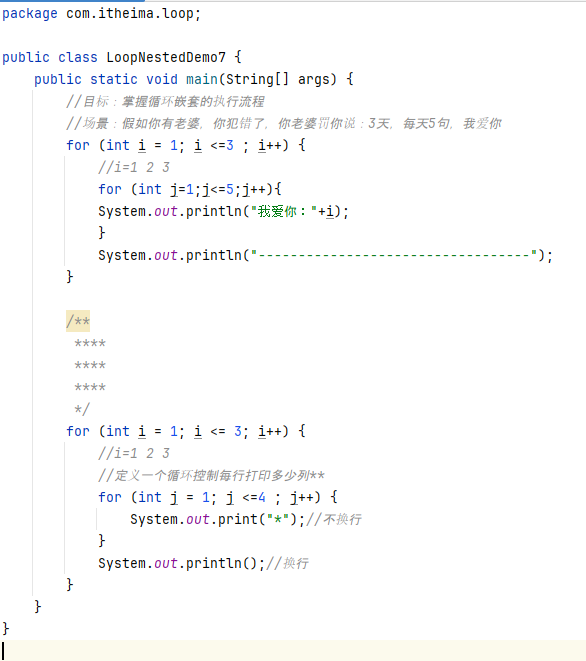 package com.itheima.loop;
public class LoopNestedDemo7 {
public static void main(String[] args) {
//目标：掌握循环嵌套的执行流程
//场景：假如你有老婆，你犯错了，你老婆罚你说：3天，每天5句，我爱你
for (int i = 1; i <=3 ; i++) {
//i=1 2 3
for (int j=1;j<=5;j++){
System.out.println("我爱你："+i);
}
System.out.println("----------------------------------");
}
/**
****
****
****
*/
for (int i = 1; i <= 3; i++) {
//i=1 2 3
//定义一个循环控制每行打印多少列**
for (int j = 1; j <=4 ; j++) {
System.out.print("*");//不换行
}
System.out.println();//换行
}
}
}